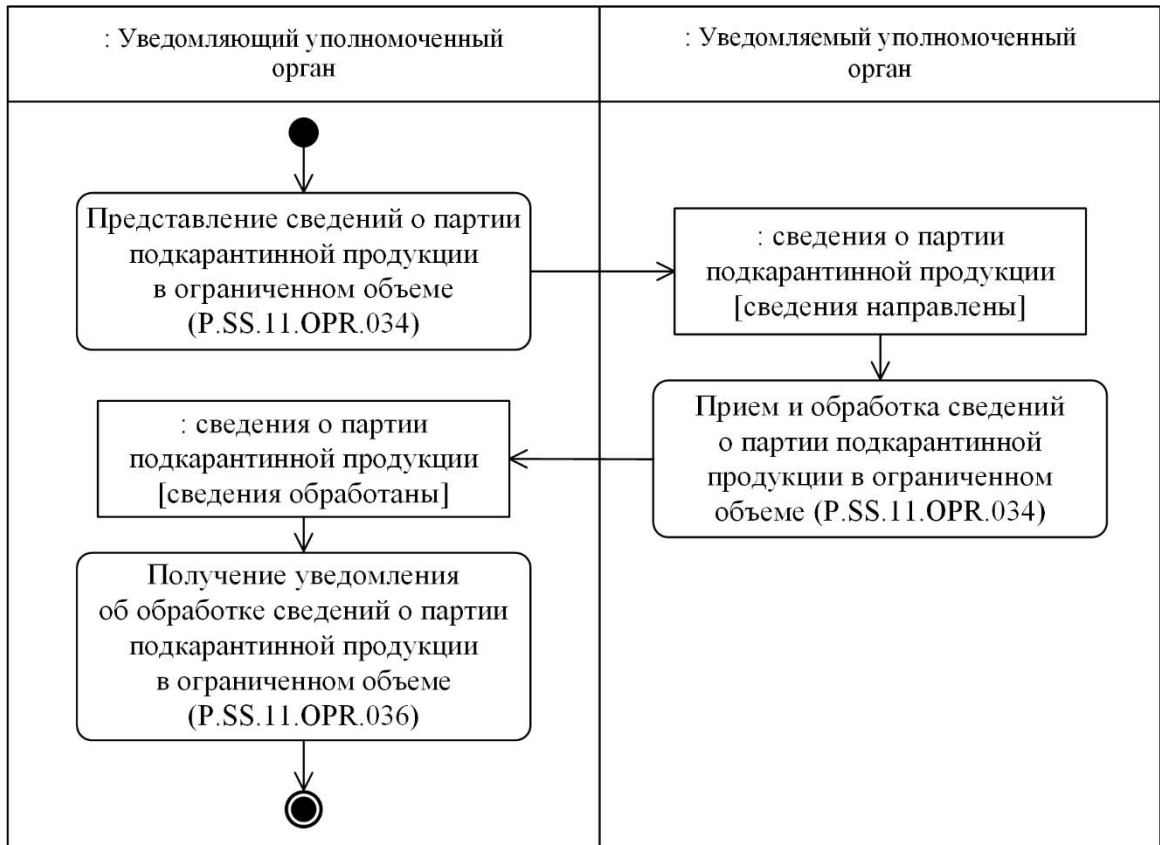 : Уведомляющий уполномоченный
орган
: Уведомляемый уполномоченный
орган
Представление сведений о партии
подкарантинной продукции
в ограниченном объеме
(P.SS.11.OPR.034)
: сведения о партии
подкарантинной продукции
[сведения направлены]
Прием и обработка сведений
о партии подкарантинной
продукции в ограниченном
объеме (P.SS.11.OPR.034)
: сведения о партии
подкарантинной продукции
[сведения обработаны]
Получение уведомления
об обработке сведений о партии
подкарантинной продукции
в ограниченном объеме
(P.SS.11.OPR.036)